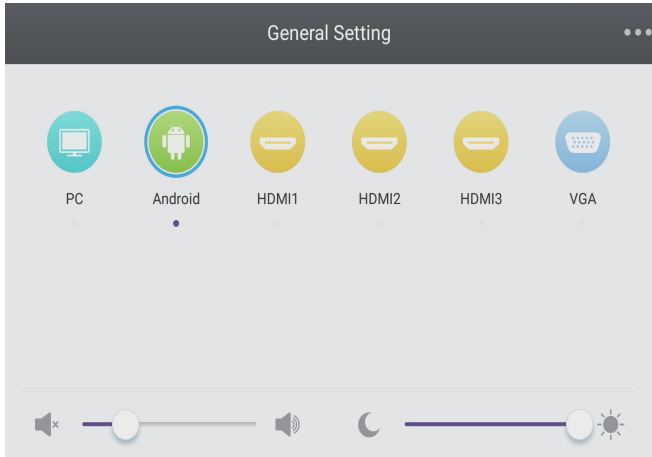 General Setting
PC
Android
HDMI1
HDMI2
HDMI3
VGA